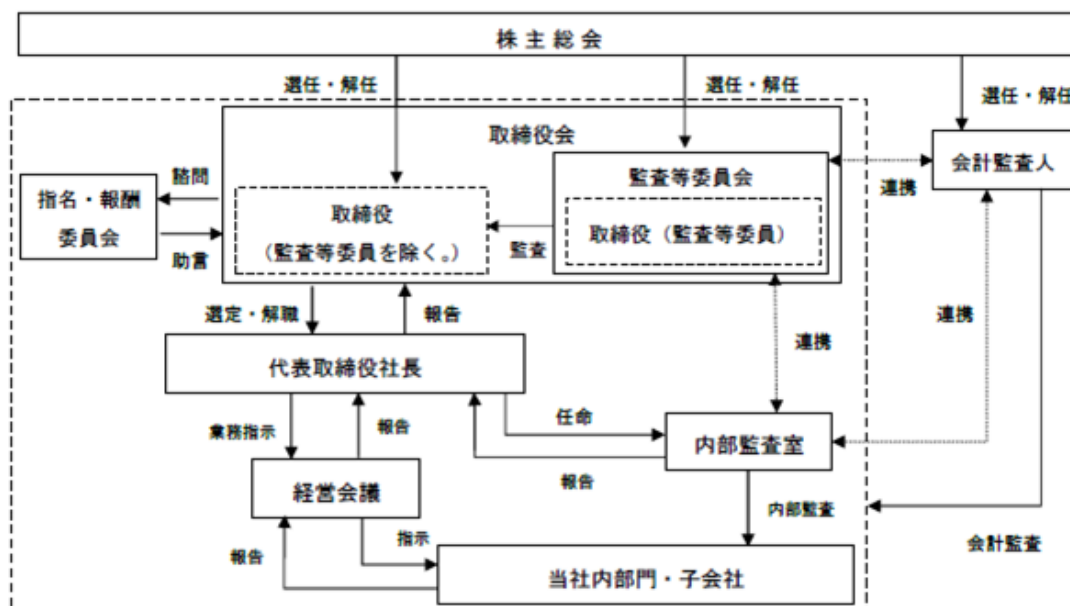 株主総会
選任・解任
選任・解任
選任・解任
取締役会
会計監査人
監査等委員会
連携
諮問
指名・報酬
委員会
取締役
(監査等委員を除く。)
監査
取締役(監査等委員)
助言
選定・解職
報告
連携
連携
代表取締役社長
業務指示
報告
任命
内部監査室
報告
経営会議
内部監査
指示
報告
会計監査
当社内部門・子会社